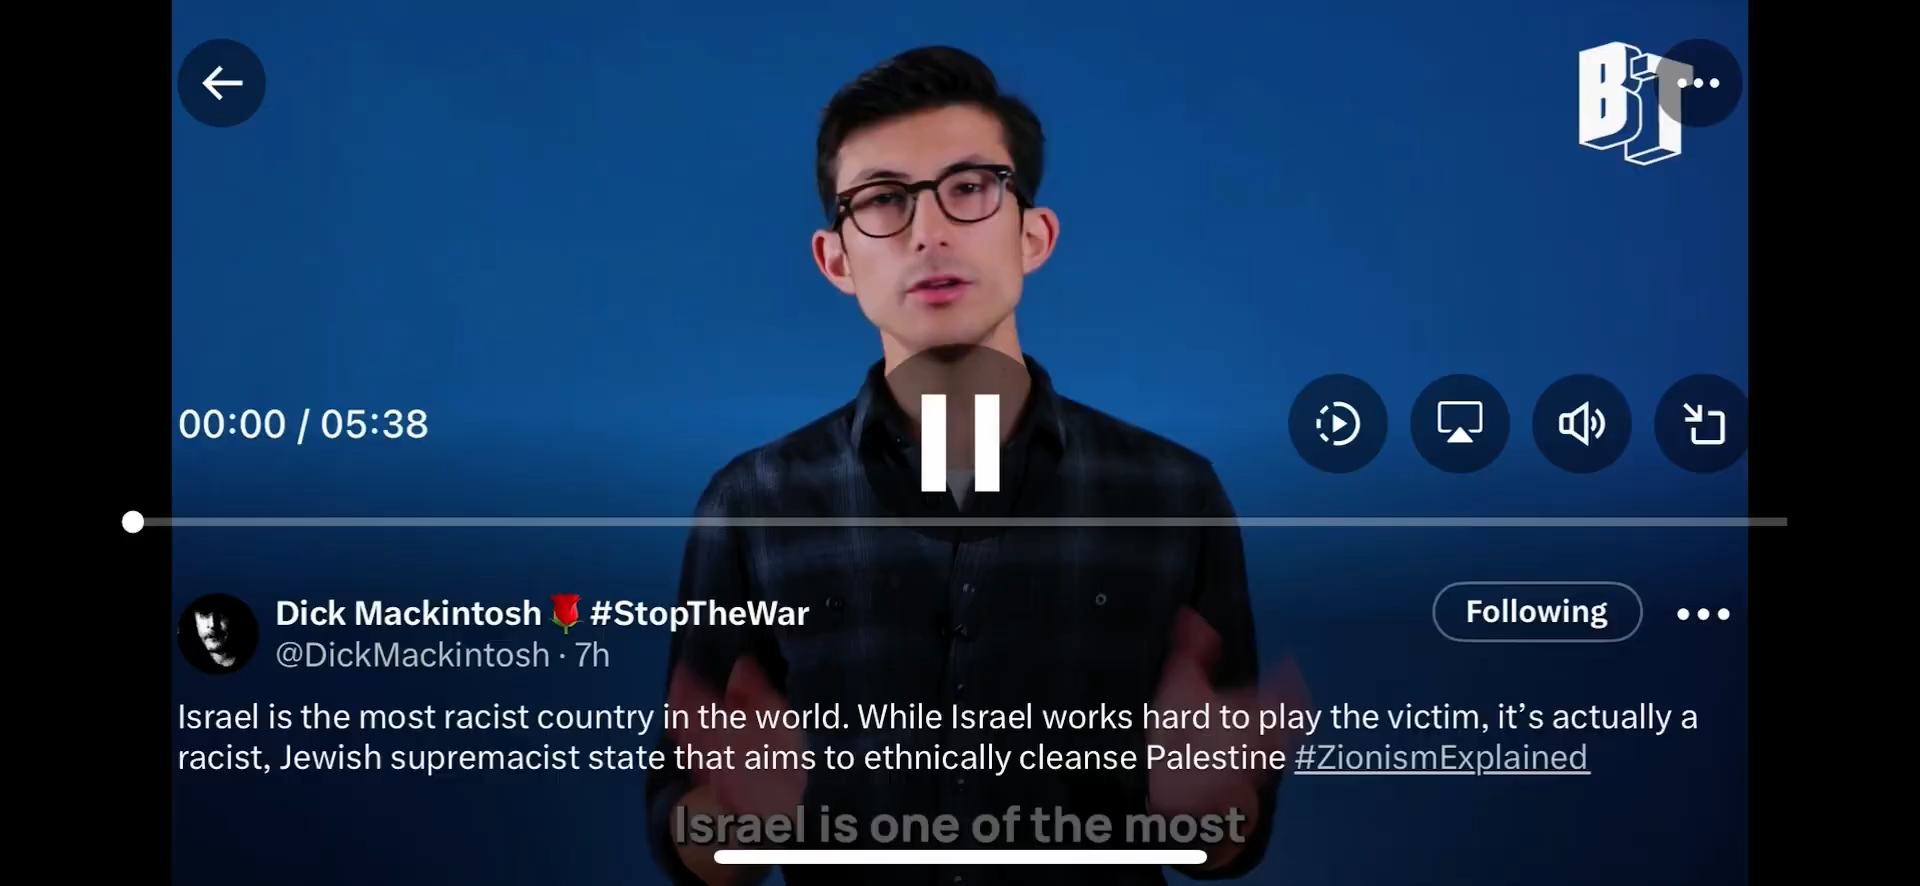 BT
00:00 / 05:38
Dick Mackintosh🌹#StopTheWar
Following
@DickMackintosh · 7h
Israel is the most racist country in the world. While Israel works hard to play the victim, it’s actually a
racist, Jewish supremacist state that aims to ethnically cleanse Palestine #ZionismExplained
Israel is one of the most